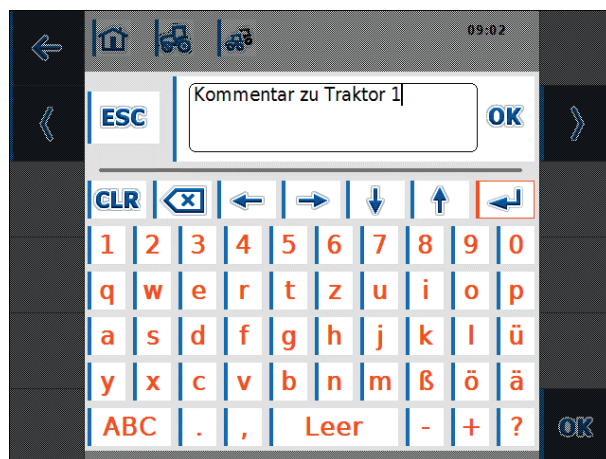 09:02
ESC
Kommentar zu Traktor 1
OK
CLR
1 2 3 4 5 6 7 8 9 0
q w e r t z u i o p
a s d f g h j k l ü
y x c v b n m ß ö ä
ABC . , Leer - + ?
OK